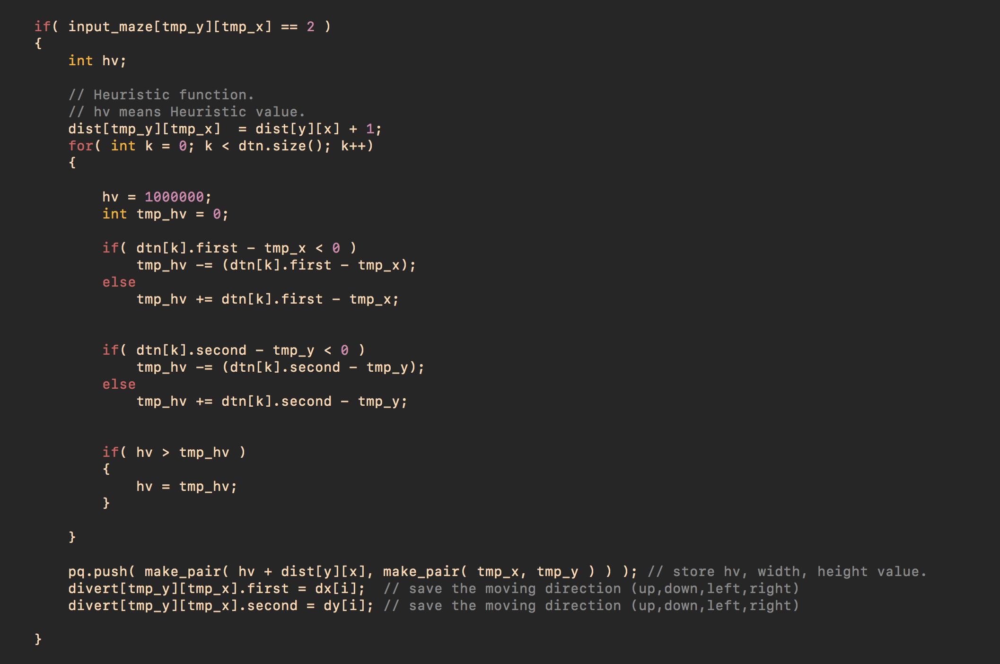 if( input_maze[tmp_y][tmp_x] == 2 )
{
    int hv;

    // Heuristic function.
    // hv means Heuristic value.
    dist[tmp_y][tmp_x]  = dist[y][x] + 1;
    for( int k = 0; k < dtn.size(); k++)
    {

        hv = 1000000;
        int tmp_hv = 0;

        if( dtn[k].first - tmp_x < 0 )
            tmp_hv -= (dtn[k].first - tmp_x);
        else
            tmp_hv += dtn[k].first - tmp_x;


        if( dtn[k].second - tmp_y < 0 )
            tmp_hv -= (dtn[k].second - tmp_y);
        else
            tmp_hv += dtn[k].second - tmp_y;


        if( hv > tmp_hv )
        {
            hv = tmp_hv;
        }

    }

    pq.push( make_pair( hv + dist[y][x], make_pair( tmp_x, tmp_y ) ) ); // store hv, width, height value.
    divert[tmp_y][tmp_x].first = dx[i];  // save the moving direction (up,down,left,right)
    divert[tmp_y][tmp_x].second = dy[i]; // save the moving direction (up,down,left,right)

}